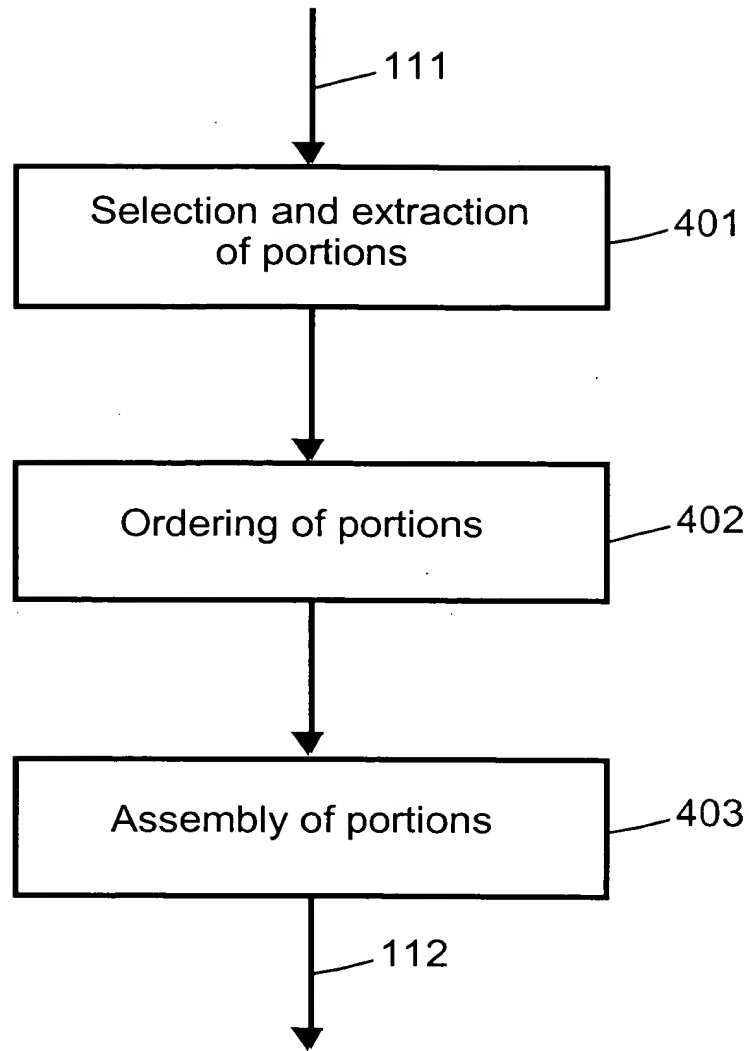 111
Selection and extraction
of portions
401
Ordering of portions
402
Assembly of portions
403
112